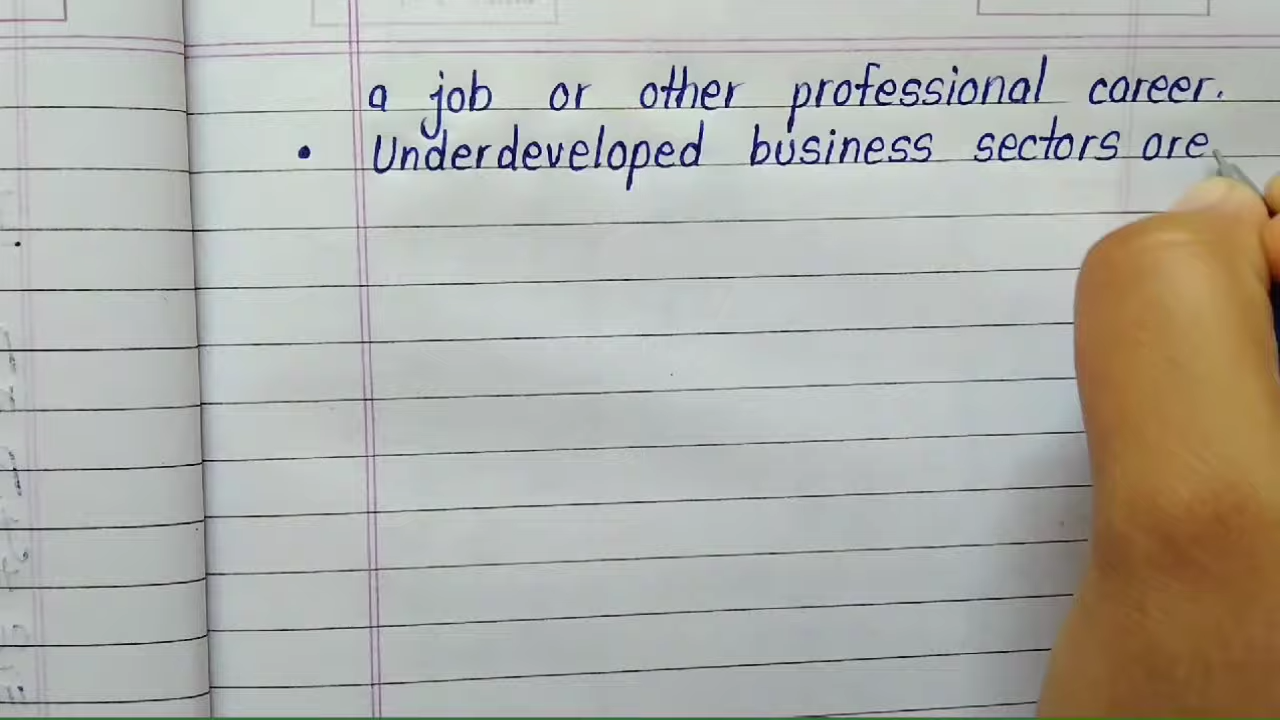 a job or other professional career.
• Underdeveloped business sectors are